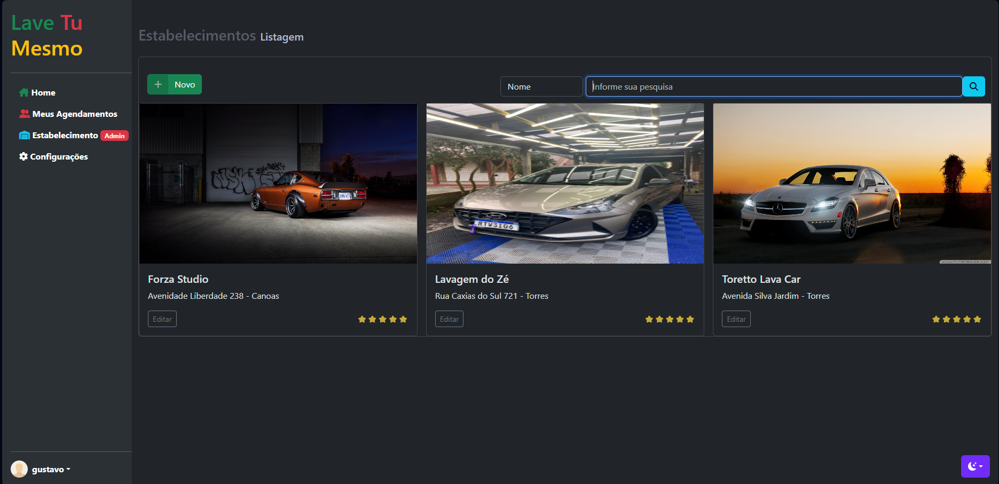 Lave Tu
Mesmo
Home
Meus Agendamentos
Estabelecimento Admin
Configurações
gustavo
Estabelecimentos Listagem
Novo
Nome
Informe sua pesquisa
RTW3I06
Forza Studio
Avenidade Liberdade 238 - Canoas
Editar
Lavagem do Zé
Rua Caxias do Sul 721 - Torres
Editar
Toretto Lava Car
Avenida Silva Jardim - Torres
Editar